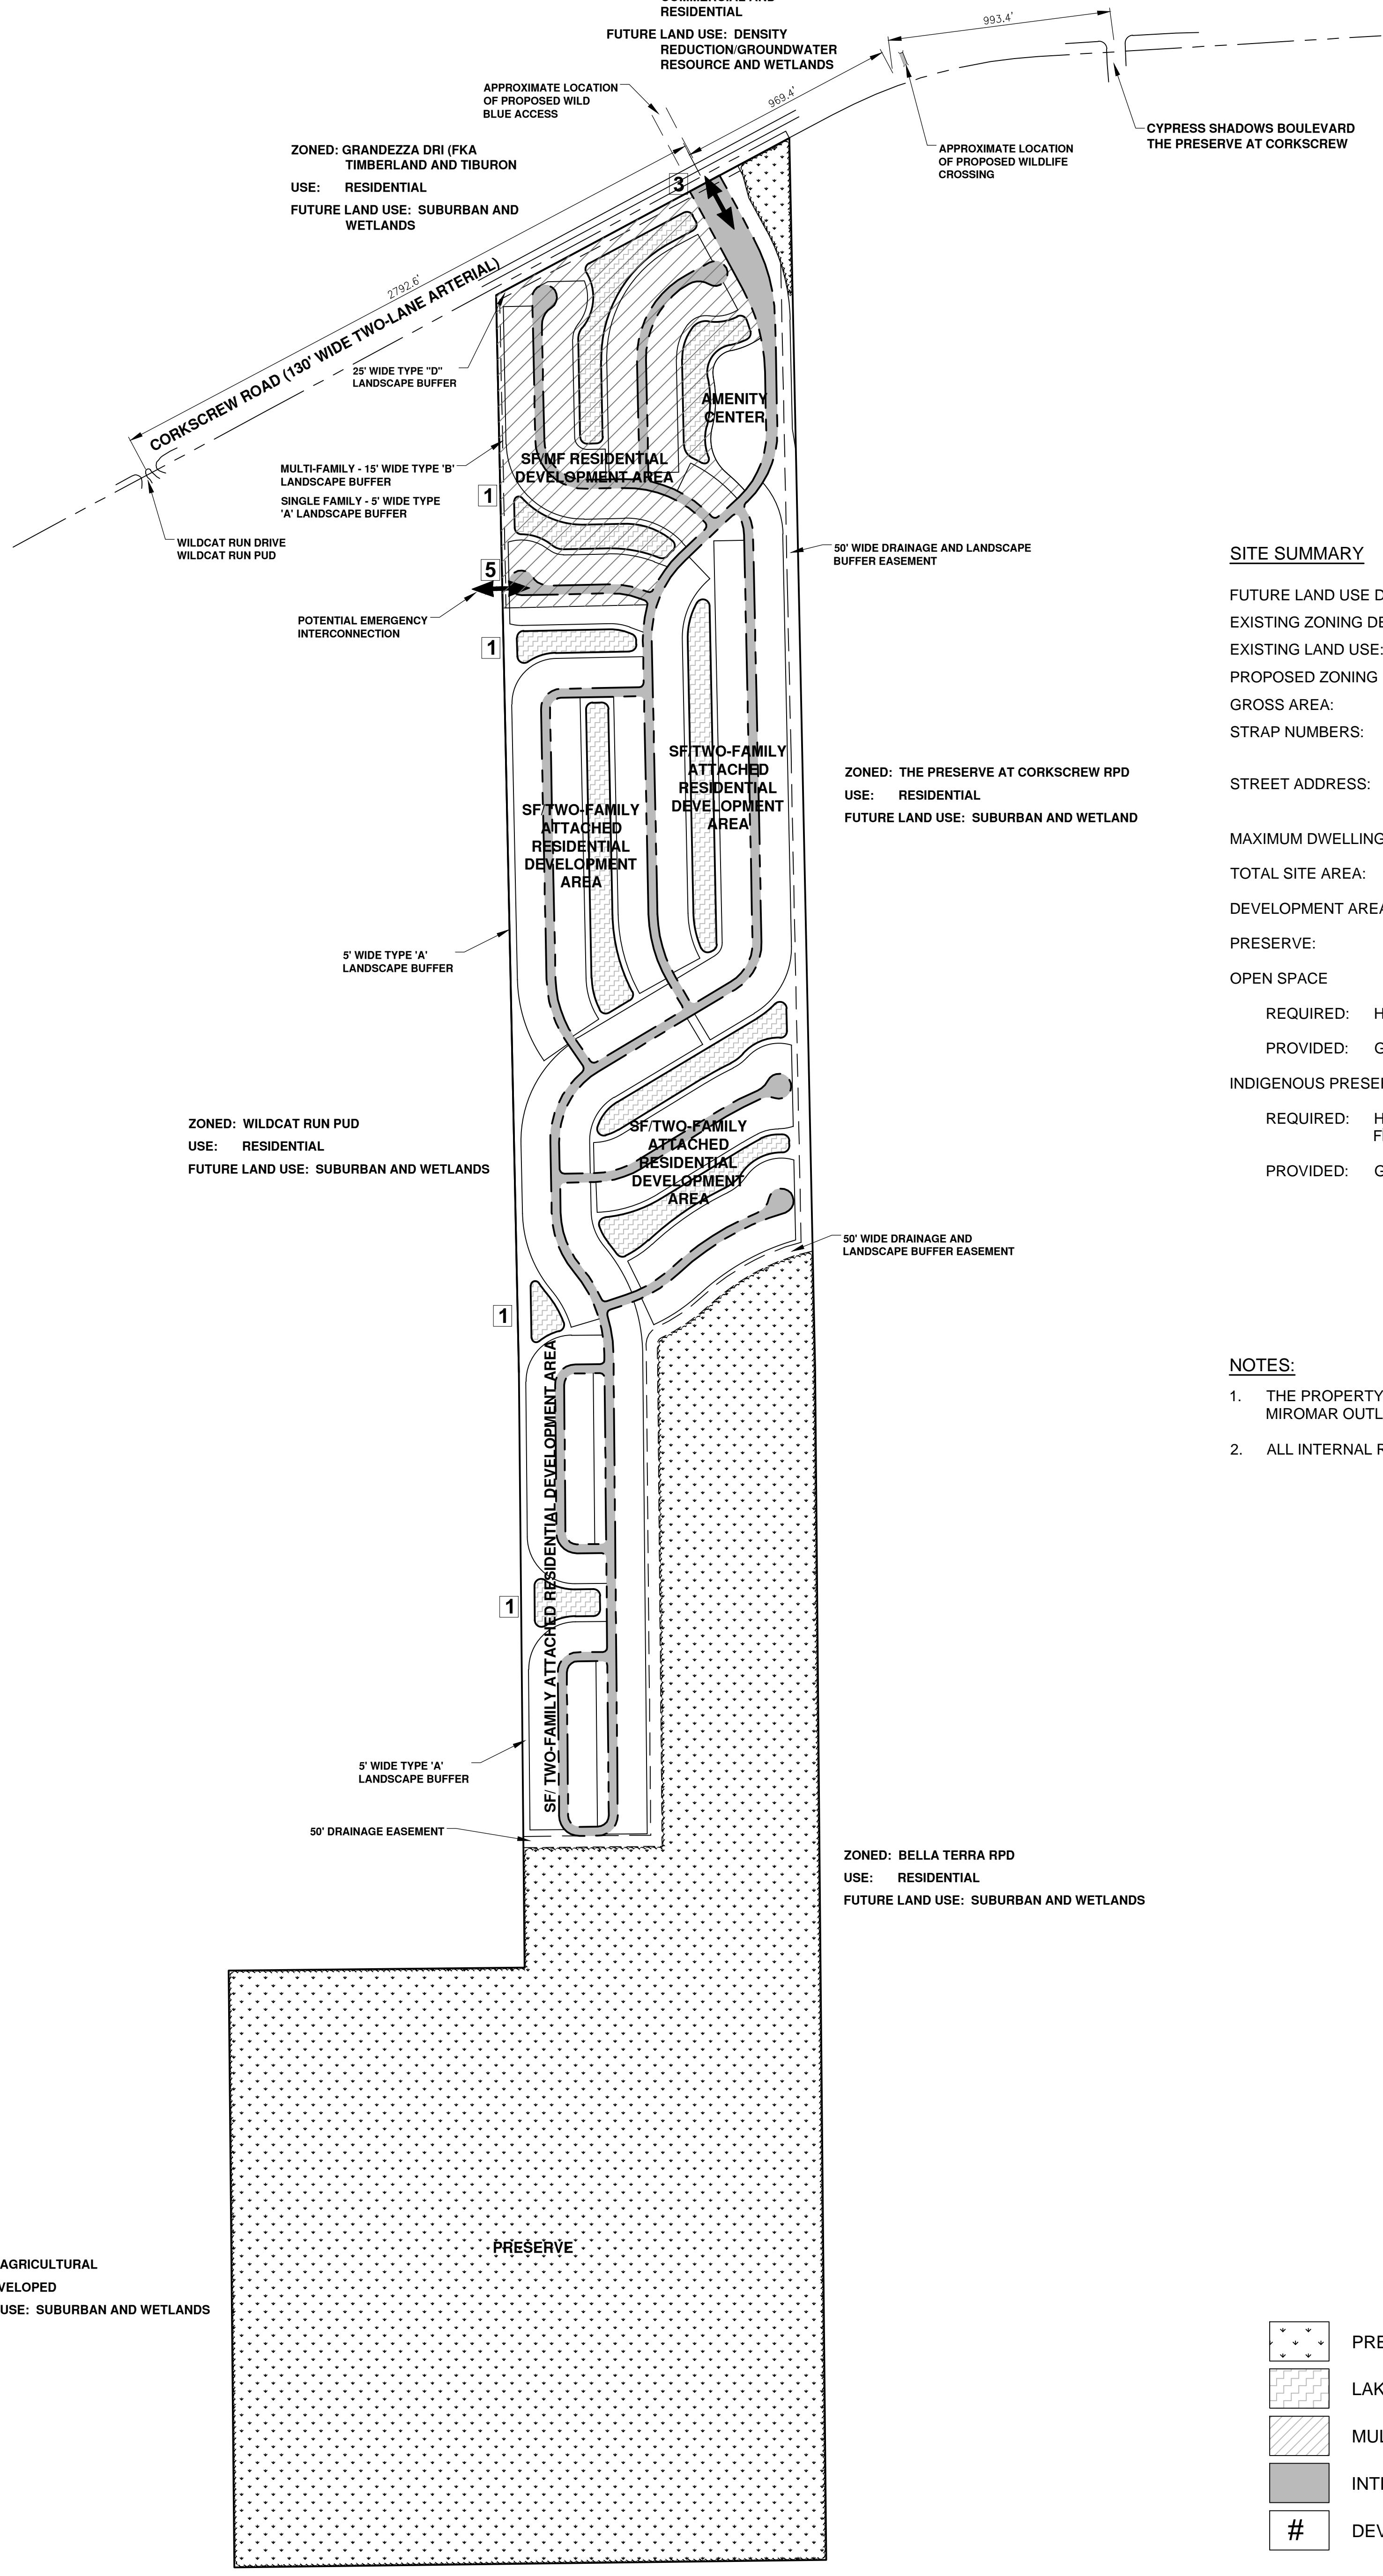 RESIDENTIAL
FUTURE LAND USE: DENSITY
REDUCTION/GROUNDWATER
RESOURCE AND WETLANDS
993.4'
969.4'
APPROXIMATE LOCATION
OF PROPOSED WILD
BLUE ACCESS
CYPRESS SHADOWS BOULEVARD
THE PRESERVE AT CORKSCREW
APPROXIMATE LOCATION
OF PROPOSED WILDLIFE
CROSSING
ZONED: GRANDEZZA DRI (FKA
TIMBERLAND AND TIBURON
USE: RESIDENTIAL
FUTURE LAND USE: SUBURBAN AND
WETLANDS
3
2792.6'
CORKSCREW ROAD (130' WIDE TWO-LANE ARTERIAL)
25' WIDE TYPE "D"
LANDSCAPE BUFFER
AMENITY
CENTER
SF/MF RESIDENTIAL
DEVELOPMENT AREA
MULTI-FAMILY - 15' WIDE TYPE 'B'
LANDSCAPE BUFFER
SINGLE FAMILY - 5' WIDE TYPE
'A' LANDSCAPE BUFFER
1
WILDCAT RUN DRIVE
WILDCAT RUN PUD
50' WIDE DRAINAGE AND LANDSCAPE
BUFFER EASEMENT
5
POTENTIAL EMERGENCY
INTERCONNECTION
1
SITE SUMMARY
FUTURE LAND USE D
EXISTING ZONING DE
EXISTING LAND USE:
PROPOSED ZONING
GROSS AREA:
STRAP NUMBERS:
STREET ADDRESS:
MAXIMUM DWELLING
TOTAL SITE AREA:
DEVELOPMENT AREA
PRESERVE:
OPEN SPACE
REQUIRED: H
PROVIDED: G
INDIGENOUS PRESE
REQUIRED: H
F
PROVIDED: G
SF/TWO-FAMILY
ATTACHED
RESIDENTIAL
DEVELOPMENT
AREA
SF/TWO-FAMILY
ATTACHED
RESIDENTIAL
DEVELOPMENT
AREA
ZONED: THE PRESERVE AT CORKSCREW RPD
USE: RESIDENTIAL
FUTURE LAND USE: SUBURBAN AND WETLAND
5' WIDE TYPE 'A'
LANDSCAPE BUFFER
ZONED: WILDCAT RUN PUD
USE: RESIDENTIAL
FUTURE LAND USE: SUBURBAN AND WETLANDS
SF/TWO-FAMILY
ATTACHED
RESIDENTIAL
DEVELOPMENT
AREA
50' WIDE DRAINAGE AND
LANDSCAPE BUFFER EASEMENT
1
NOTES:
1. THE PROPERTY
MIROMAR OUTL
2. ALL INTERNAL R
SF/ TWO-FAMILY ATTACHED RESIDENTIAL DEVELOPMENT AREA
1
5' WIDE TYPE 'A'
LANDSCAPE BUFFER
50' DRAINAGE EASEMENT
ZONED: BELLA TERRA RPD
USE: RESIDENTIAL
FUTURE LAND USE: SUBURBAN AND WETLANDS
PRESERVE
AGRICULTURAL
VELOPED
USE: SUBURBAN AND WETLANDS
PRE
LAK
MUL
INTE
# DEV